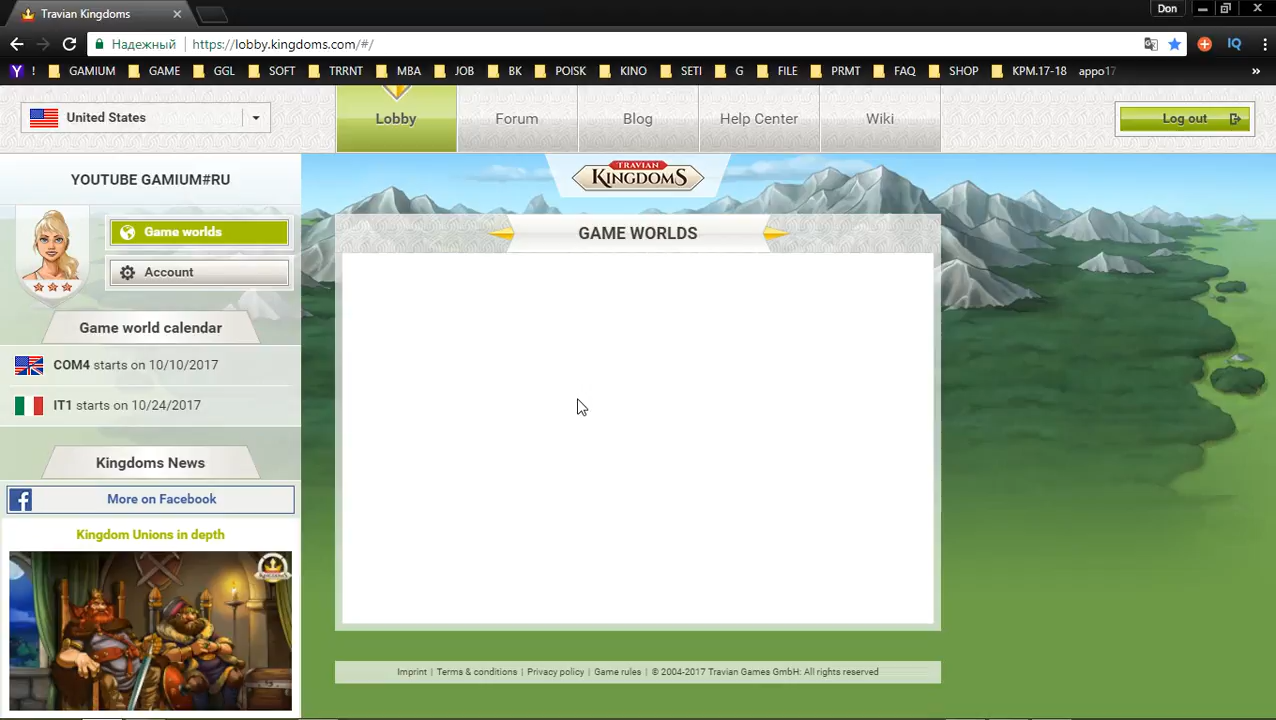 Travian Kingdoms
Don
Надежный https://lobby.kingdoms.com/#/
IQ
Y ! GAMIUM GAME GGL SOFT TRRNT MBA JOB BK POISK KINO SETI G FILE PRMT FAQ SHOP KPM.17-18 appo17 »
United States
Lobby
Forum
Blog
Help Center
Wiki
Log out
YOUTUBE GAMIUM#RU
Game worlds
Account
Game world calendar
COM4 starts on 10/10/2017
IT1 starts on 10/24/2017
Kingdoms News
More on Facebook
Kingdom Unions in depth
TRAVIAN
KINGDOMS
GAME WORLDS
Imprint | Terms & conditions | Privacy policy | Game rules | © 2004-2017 Travian Games GmbH: All rights reserved